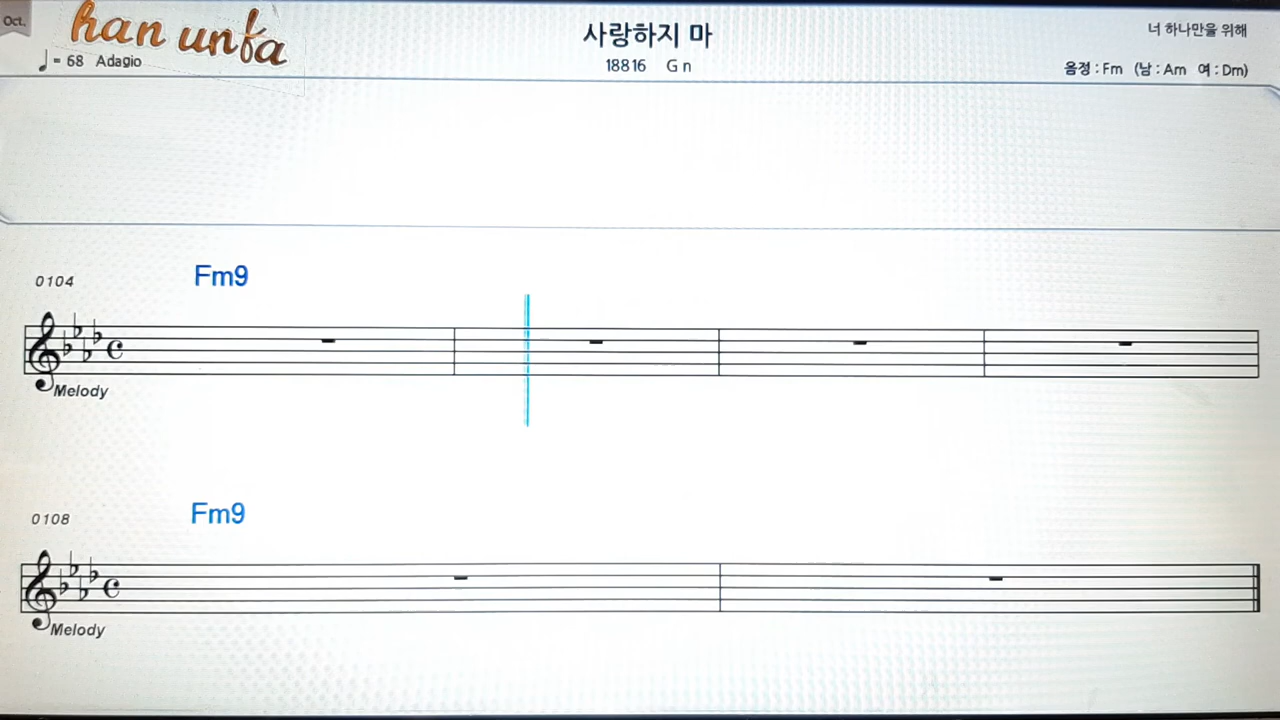 Oct.
han unfa
♩= 68 Adagio
사랑하지 마
18816 G n
너 하나만을 위해
음정 : Fm (남 : Am 여 : Dm)
0104
Fm9
Melody
0108
Fm9
Melody